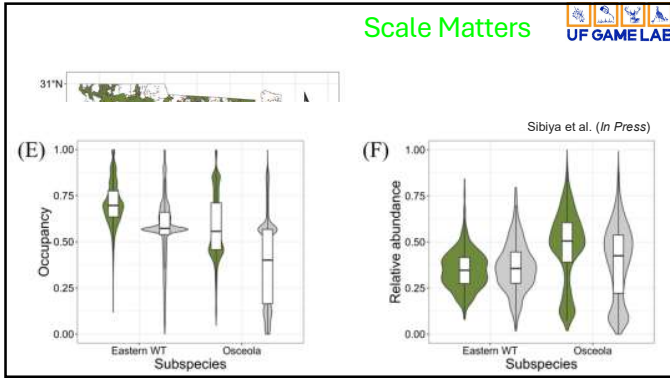 Scale Matters
UF GAME LAB
31°N
Sibiya et al. (In Press)
(E)
1.00
0.75
0.50
0.25
0.00
Occupancy
Eastern WT
Osceola
Subspecies
(F)
1.00
0.75
0.50
0.25
0.00
Relative abundance
Eastern WT
Osceola
Subspecies